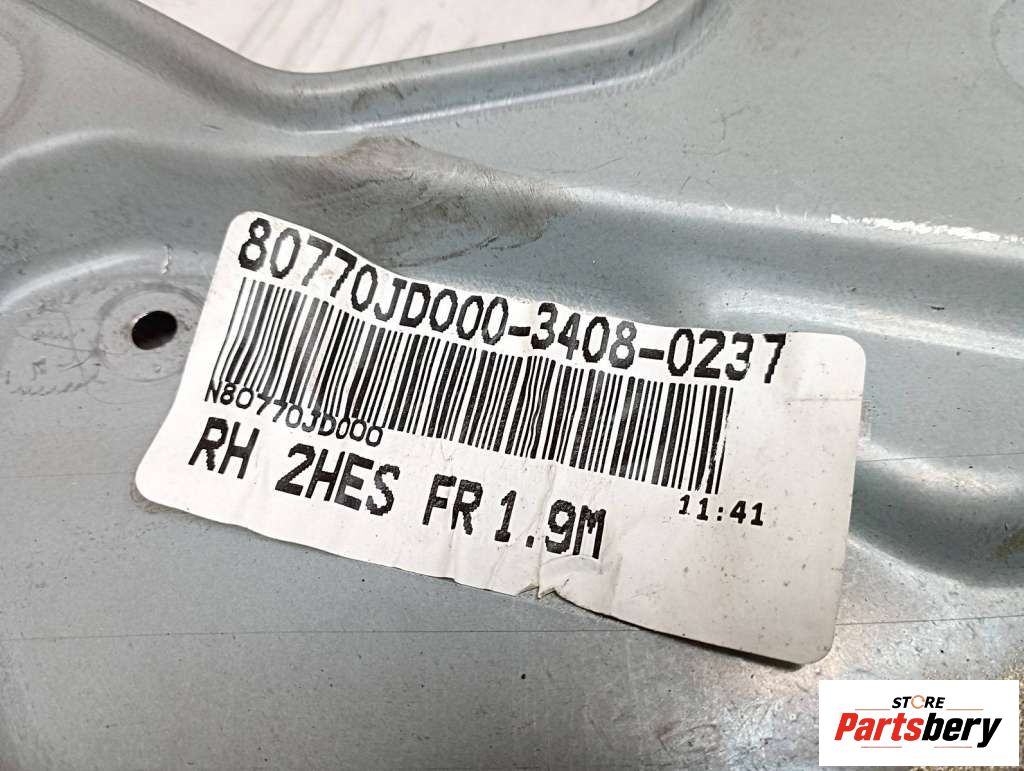 80770JD000-3408-0237
N80770JD000
RH 2HES FR 1.9M
11:41
STORE
Partsbery